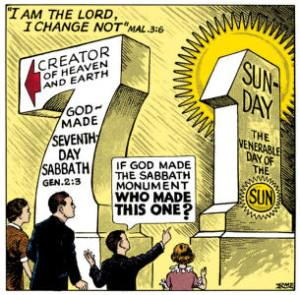 "I AM THE LORD,
I CHANGE NOT" MAL. 3:6
CREATOR
OF HEAVEN
AND EARTH
GOD-
MADE
SEVENTH-
DAY
SABBATH
GEN. 2:3
IF GOD MADE
THE SABBATH
MONUMENT
WHO MADE
THIS ONE?
1
SUN-
DAY
THE
VENERABLE
DAY OF
THE
SUN